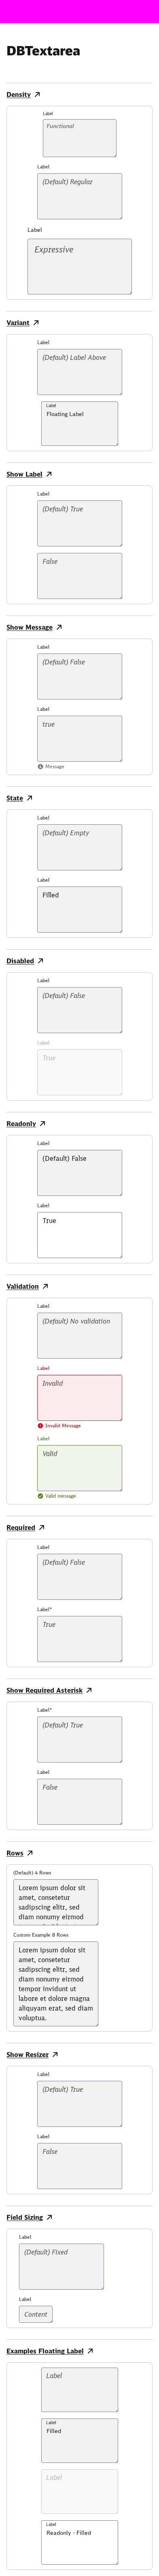 DBTextarea
Density
Label
Functional
Label
(Default) Regular
Label
Expressive
Variant
Label
(Default) Label Above
Label
Floating Label
Show Label
Label
(Default) True
False
Show Message
Label
(Default) False
Label
true
Message
State
Label
(Default) Empty
Label
Filled
Disabled
Label
(Default) False
Label
True
Readonly
Label
(Default) False
Label
True
Validation
Label
(Default) No validation
Label
Invalid
Invalid Message
Label
Valid
Valid message
Required
Label
(Default) False
Label*
True
Show Required Asterisk
Label*
(Default) True
Label
False
Rows
(Default) 4 Rows
Lorem ipsum dolor sit
amet, consetetur
sadipscing elitr, sed
diam nonumy eirmod
Custom Example 8 Rows
Lorem ipsum dolor sit
amet, consetetur
sadipscing elitr, sed
diam nonumy eirmod
tempor invidunt ut
labore et dolore magna
aliquyam erat, sed diam
voluptua.
Show Resizer
Label
(Default) True
Label
False
Field Sizing
Label
(Default) Fixed
Label
Content
Examples Floating Label
Label
Label
Filled
Label
Label
Readonly - Filled